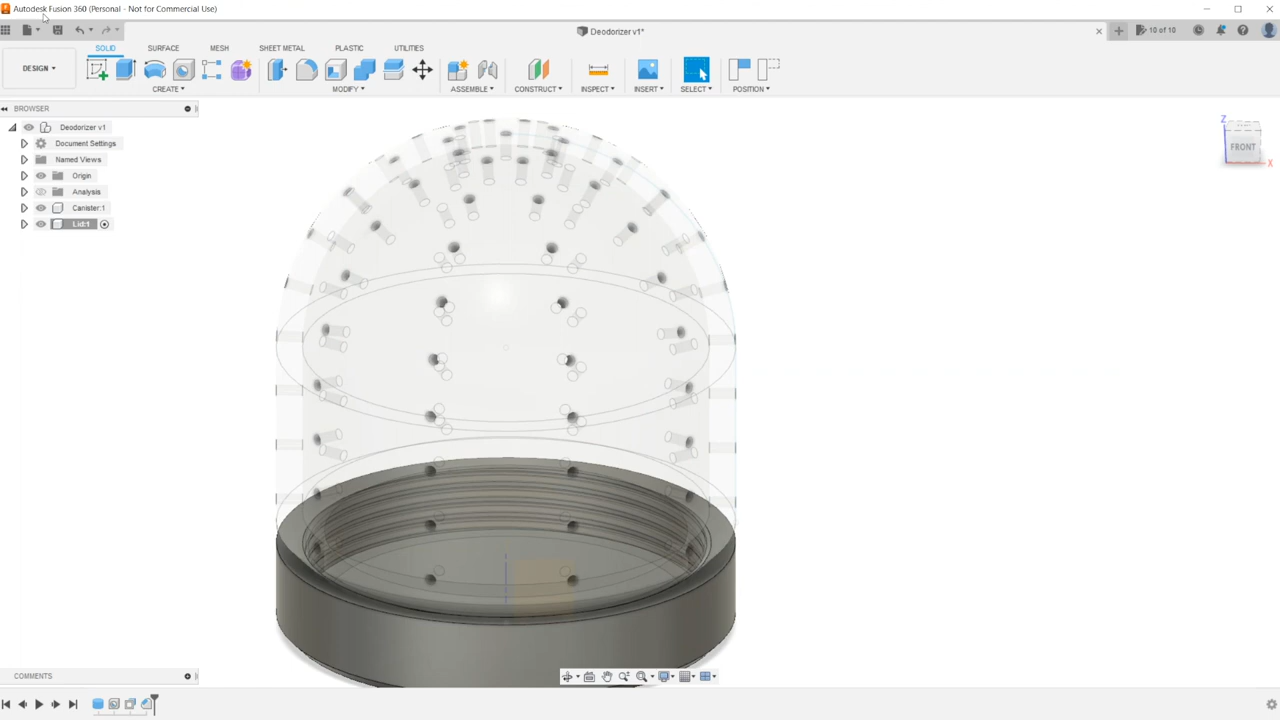 Autodesk Fusion 360 (Personal - Not for Commercial Use)
Deodorizer v1*
10 of 10
SOLID SURFACE MESH SHEET METAL PLASTIC UTILITIES
DESIGN
CREATE MODIFY ASSEMBLE CONSTRUCT INSPECT INSERT SELECT POSITION
BROWSER
Deodorizer v1
Document Settings
Named Views
Origin
Analysis
Canister:1
Lid:1
Z
FRONT
X
COMMENTS